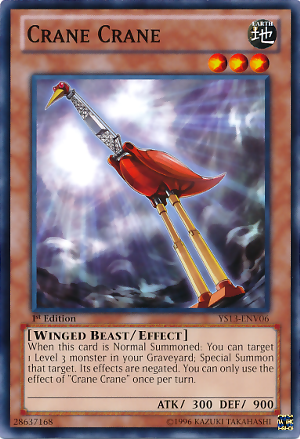 CRANE CRANE
EARTH
地
1st Edition
YS13-ENV06
[WINGED BEAST/EFFECT]
When this card is Normal Summoned: You can target
1 Level 3 monster in your Graveyard; Special Summon
that target. Its effects are negated. You can only use the
effect of "Crane Crane" once per turn.
ATK / 300 DEF / 900
28637168
©1996 KAZUKI TAKAHASHI